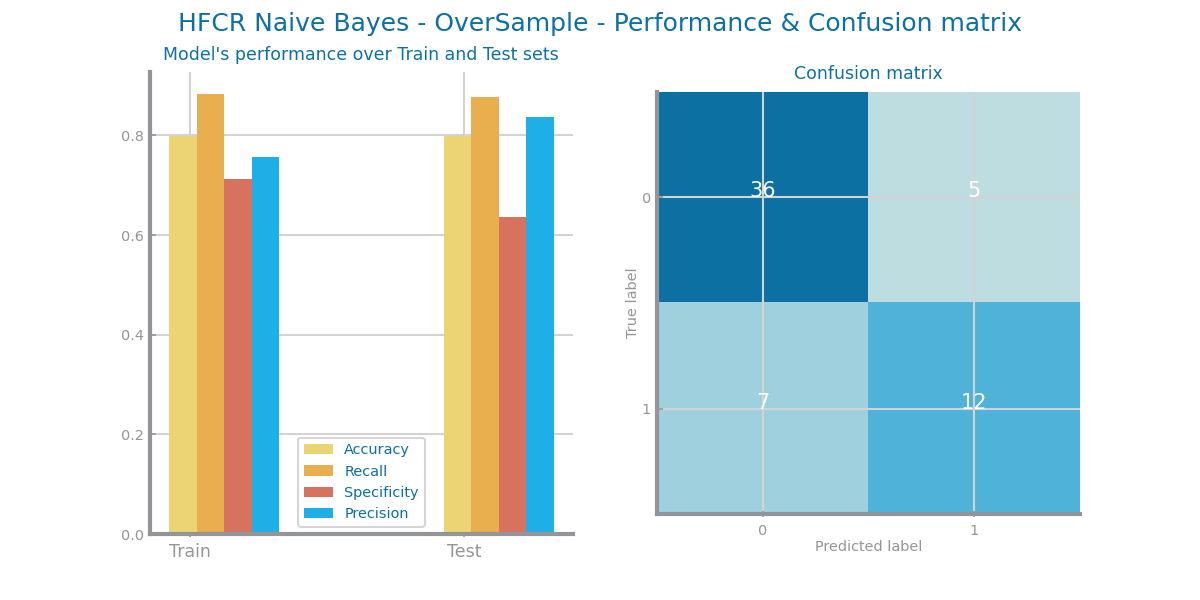 HFCR Naive Bayes - OverSample - Performance & Confusion matrix
Model's performance over Train and Test sets
0.8
0.6
0.4
0.2
0.0
Train
Test
Accuracy
Recall
Specificity
Precision
Confusion matrix
True label
0
1
36
5
7
12
0
1
Predicted label